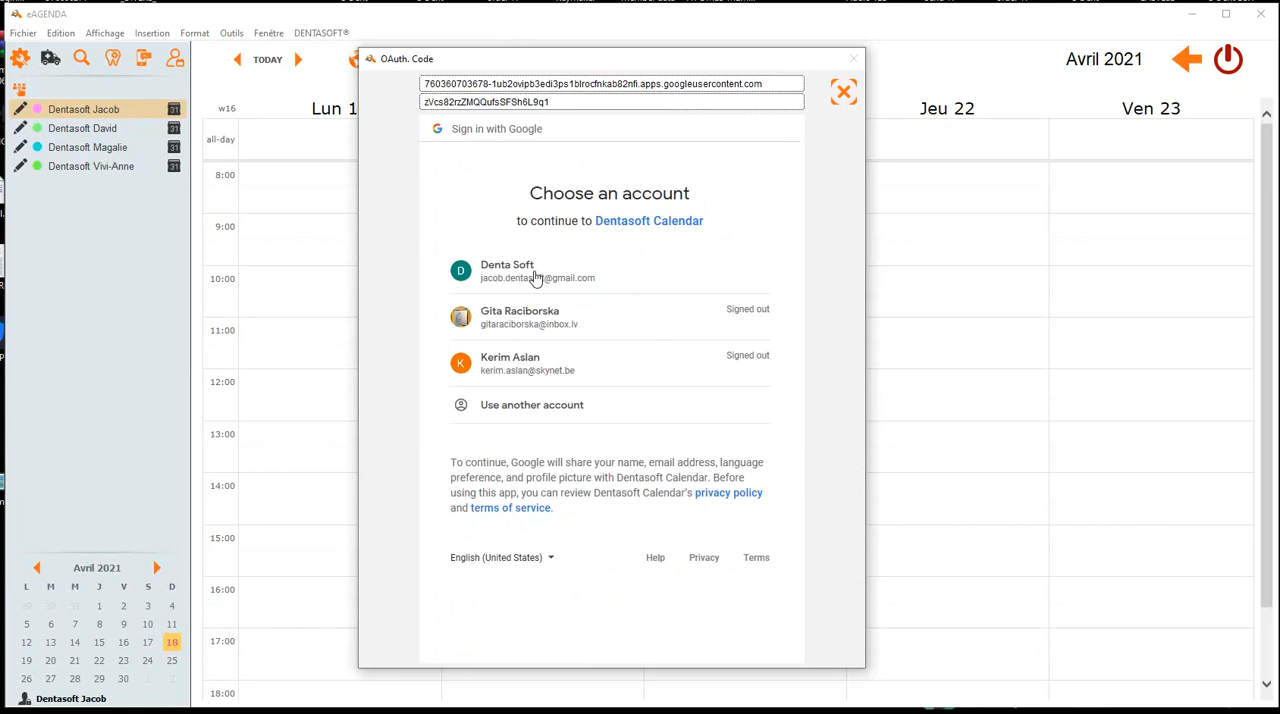 eAGENDA
Fichier Edition Affichage Insertion Format Outils Fenêtre DENTASOFT®
TODAY
OAuth. Code
Avril 2021
760360703678-1ub2ovipb3edi3ps1blrocfnkab82nfi.apps.googleusercontent.com
zVcs82rzZMQQufsSFSh6L9q1
w16 Lun 1 Jeu 22 Ven 23
all-day
Dentasoft Jacob 31
Dentasoft David 31
Dentasoft Magalie 31
Dentasoft Vivi-Anne 31
8:00
9:00
10:00
11:00
12:00
13:00
14:00
15:00
16:00
17:00
18:00
Sign in with Google
Choose an account
to continue to Dentasoft Calendar
D
Denta Soft
@gmail.com
Gita Raciborska
gitaraciborska@inbox.lv
Signed out
K
Kerim Aslan
kerim.aslan@skynet.be
Signed out
Use another account
To continue, Google will share your name, email address, language
preference, and profile picture with Dentasoft Calendar. Before
using this app, you can review Dentasoft Calendar's privacy policy
and terms of service.
English (United States) Help Privacy Terms
Avril 2021
L M M J V S D
29 30 31 1 2 3 4
5 6 7 8 9 10 11
12 13 14 15 16 17 18
19 20 21 22 23 24 25
26 27 28 29 30 1 2
Dentasoft Jacob